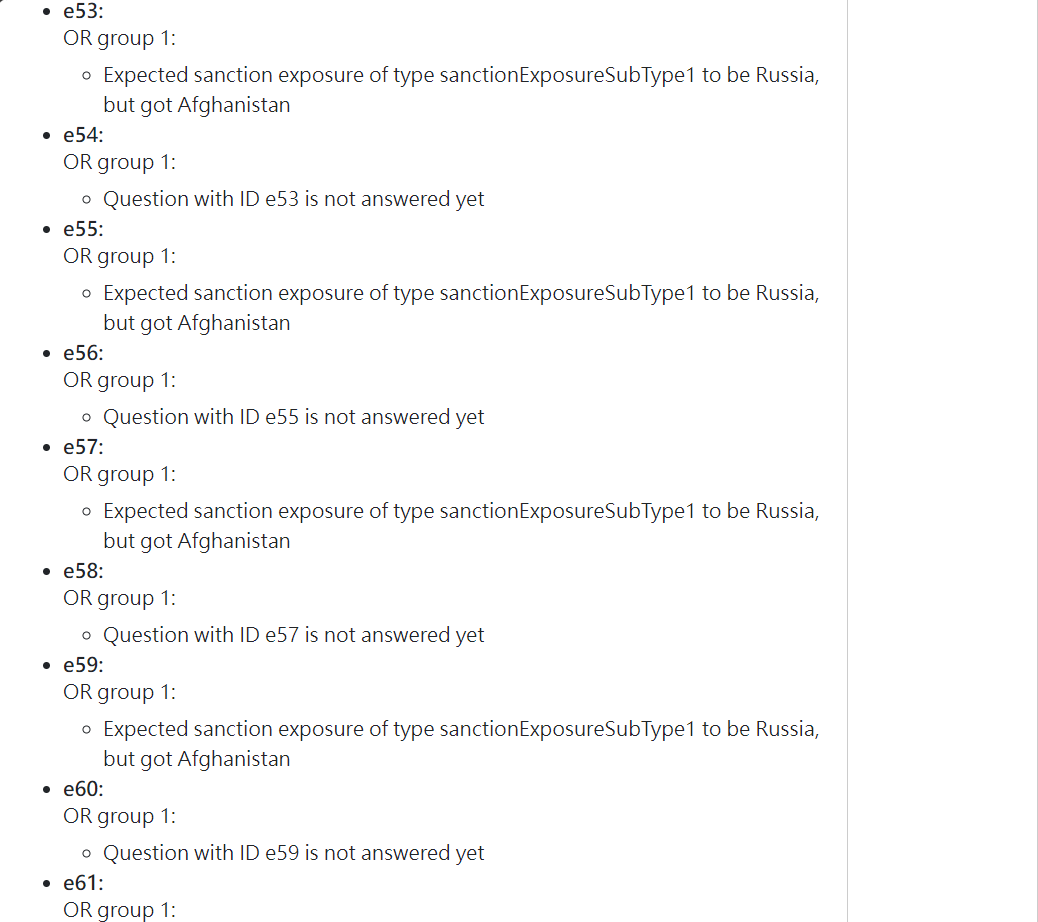 e53:
OR group 1:
Expected sanction exposure of type sanctionExposureSubType1 to be Russia,
but got Afghanistan
e54:
OR group 1:
Question with ID e53 is not answered yet
e55:
OR group 1:
Expected sanction exposure of type sanctionExposureSubType1 to be Russia,
but got Afghanistan
e56:
OR group 1:
Question with ID e55 is not answered yet
e57:
OR group 1:
Expected sanction exposure of type sanctionExposureSubType1 to be Russia,
but got Afghanistan
e58:
OR group 1:
Question with ID e57 is not answered yet
e59:
OR group 1:
Expected sanction exposure of type sanctionExposureSubType1 to be Russia,
but got Afghanistan
e60:
OR group 1:
Question with ID e59 is not answered yet
e61:
OR group 1: